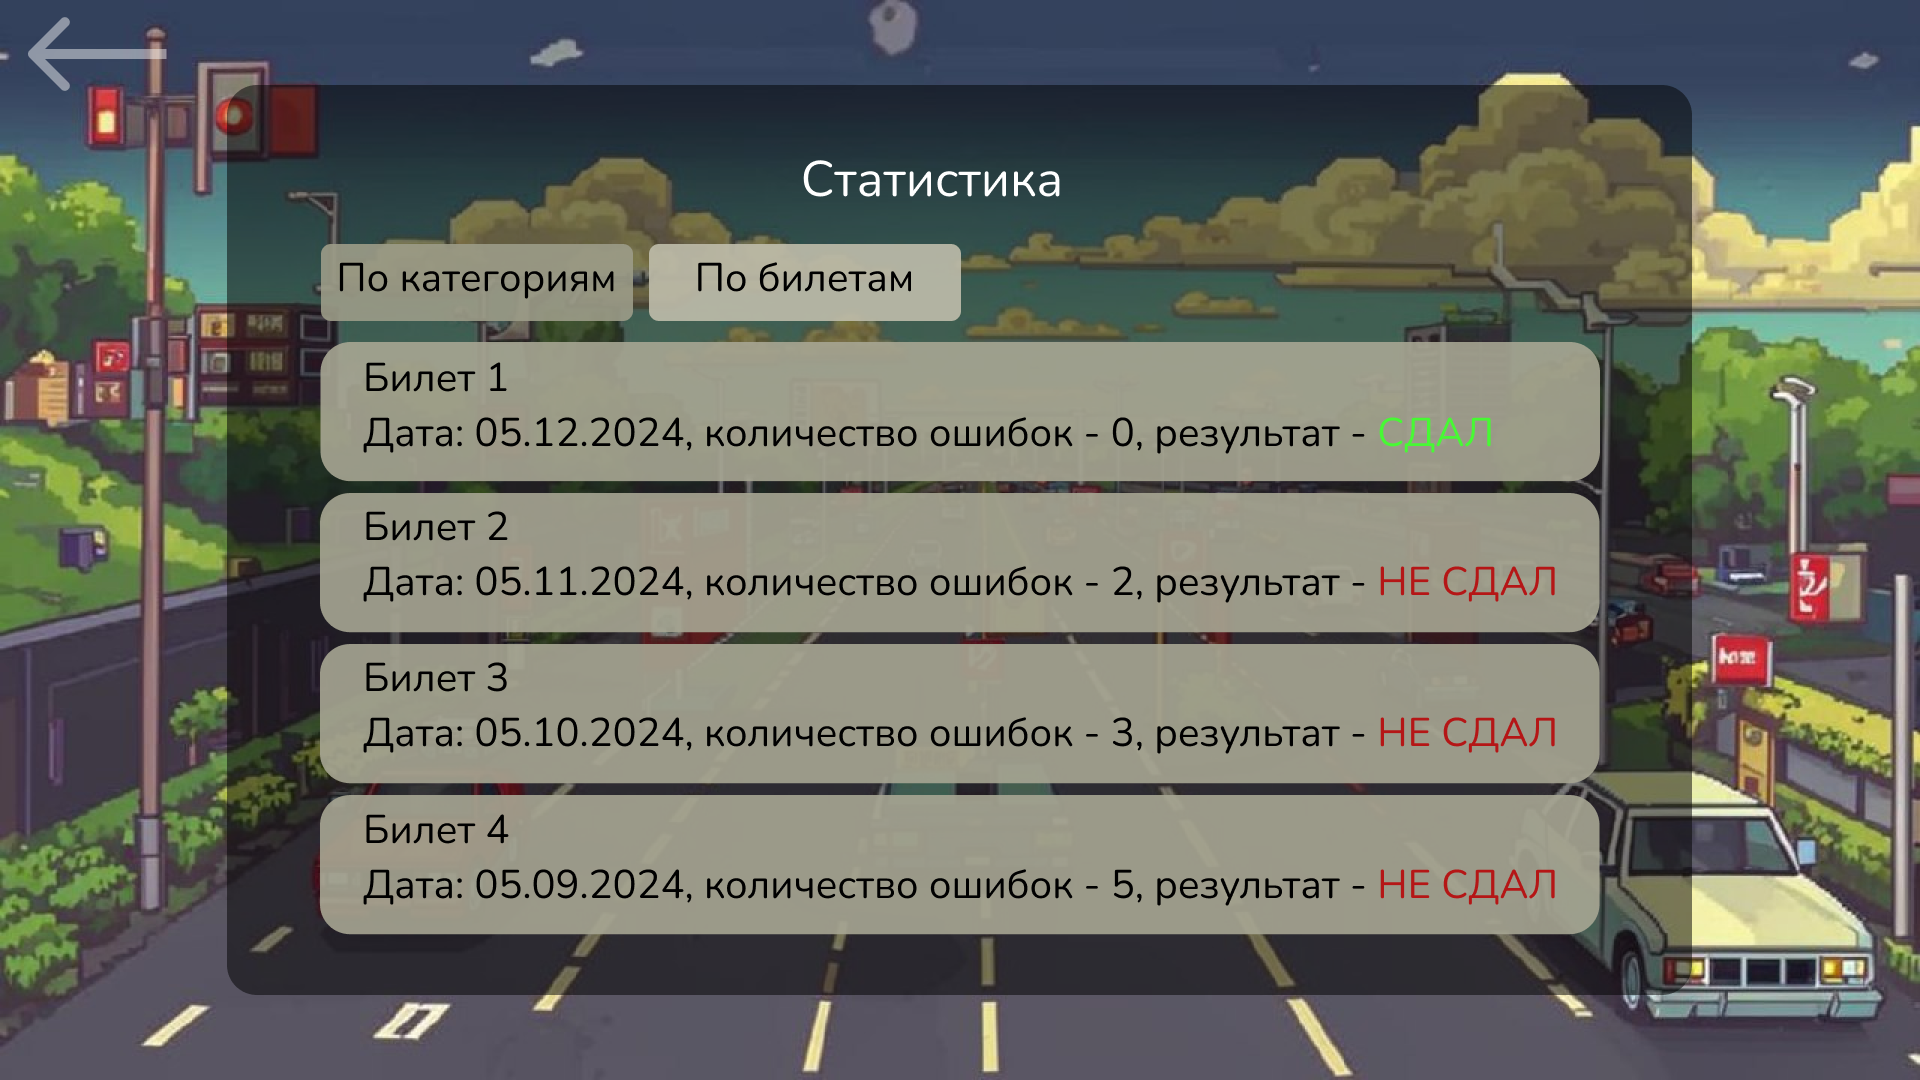 Статистика
По категориям
По билетам
Билет 1
Дата: 05.12.2024, количество ошибок - 0, результат - СДАЛ
Билет 2
Дата: 05.11.2024, количество ошибок - 2, результат - НЕ СДАЛ
Билет 3
Дата: 05.10.2024, количество ошибок - 3, результат - НЕ СДАЛ
Билет 4
Дата: 05.09.2024, количество ошибок - 5, результат - НЕ СДАЛ